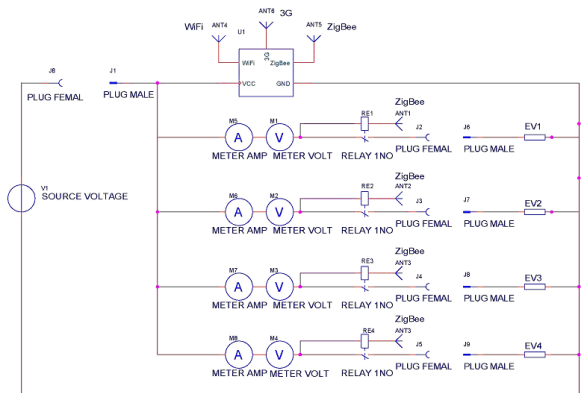 ANT6 3G
WiFi ANT4 ANT5 ZigBee
U1
3G
WiFi ZigBee
J6 J1
VCC GND
PLUG FEMAL PLUG MALE
ZigBee
RE1 ANT1
M5 M1 J2 J6 EV1
A V
METER AMP METER VOLT RELAY 1NO PLUG FEMAL PLUG MALE
ZigBee
V1
SOURCE VOLTAGE
RE2 ANT2
M6 M2 J3 J7 EV2
A V
METER AMP METER VOLT RELAY 1NO PLUG FEMAL PLUG MALE
ZigBee
RE3 ANT3
M7 M3 J4 J8 EV3
A V
METER AMP METER VOLT RELAY 1NO PLUG FEMAL PLUG MALE
ZigBee
RE4 ANT3
M8 M4 J5 J9 EV4
A V
METER AMP METER VOLT RELAY 1NO PLUG FEMAL PLUG MALE